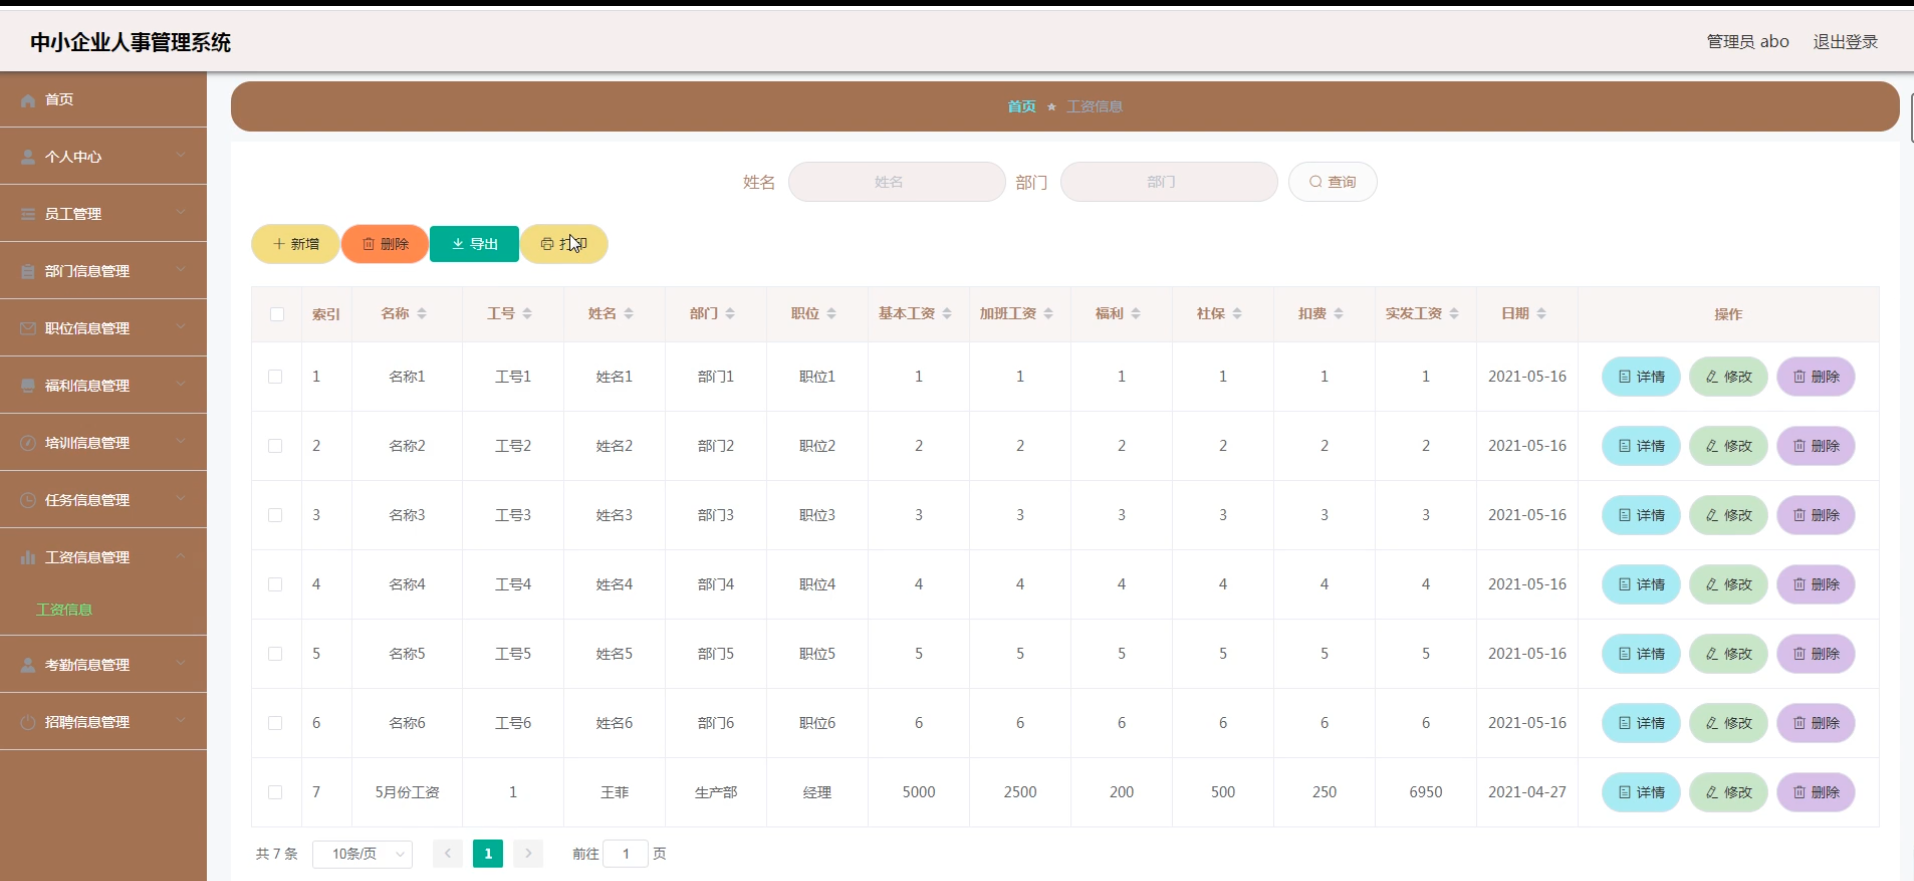 中小企业人事管理系统
管理员 abo 退出登录
首页
个人中心
员工管理
部门信息管理
职位信息管理
福利信息管理
培训信息管理
任务信息管理
工资信息管理
工资信息
考勤信息管理
招聘信息管理
首页 ★ 工资信息
姓名 姓名 部门 部门 查询
新增 删除 导出 打印
索引 名称 工号 姓名 部门 职位 基本工资 加班工资 福利 社保 扣费 实发工资 日期 操作
1 名称1 工号1 姓名1 部门1 职位1 1 1 1 1 1 1 2021-05-16 详情 修改 删除
2 名称2 工号2 姓名2 部门2 职位2 2 2 2 2 2 2 2021-05-16 详情 修改 删除
3 名称3 工号3 姓名3 部门3 职位3 3 3 3 3 3 3 2021-05-16 详情 修改 删除
4 名称4 工号4 姓名4 部门4 职位4 4 4 4 4 4 4 2021-05-16 详情 修改 删除
5 名称5 工号5 姓名5 部门5 职位5 5 5 5 5 5 5 2021-05-16 详情 修改 删除
6 名称6 工号6 姓名6 部门6 职位6 6 6 6 6 6 6 2021-05-16 详情 修改 删除
7 5月份工资 1 王菲 生产部 经理 5000 2500 200 500 250 6950 2021-04-27 详情 修改 删除
共 7 条 10条/页 < 1 > 前往 1 页